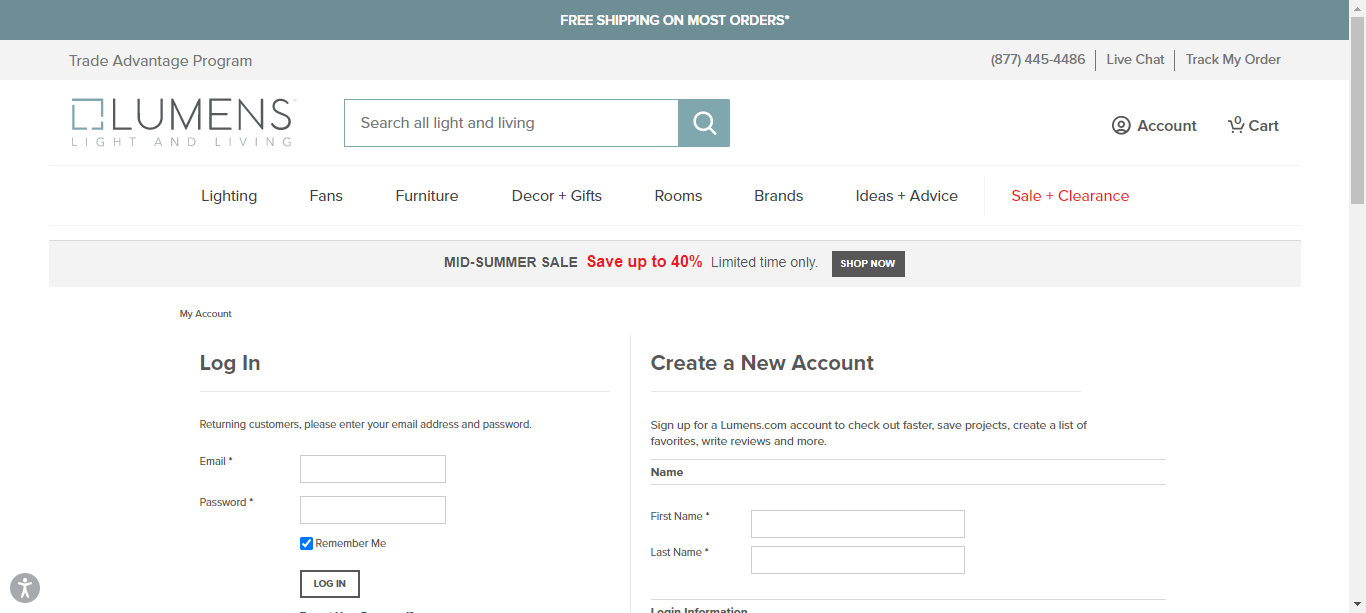 FREE SHIPPING ON MOST ORDERS*
Trade Advantage Program
(877) 445-4486 Live Chat Track My Order
LUMENS
LIGHT AND LIVING
Search all light and living
Account
0
Cart
Lighting Fans Furniture Decor + Gifts Rooms Brands Ideas + Advice Sale + Clearance
MID-SUMMER SALE Save up to 40% Limited time only. SHOP NOW
My Account
Log In
Returning customers, please enter your email address and password.
Email *
Password *
Remember Me
LOG IN
Create a New Account
Sign up for a Lumens.com account to check out faster, save projects, create a list of
favorites, write reviews and more.
Name
First Name *
Last Name *
Login Information